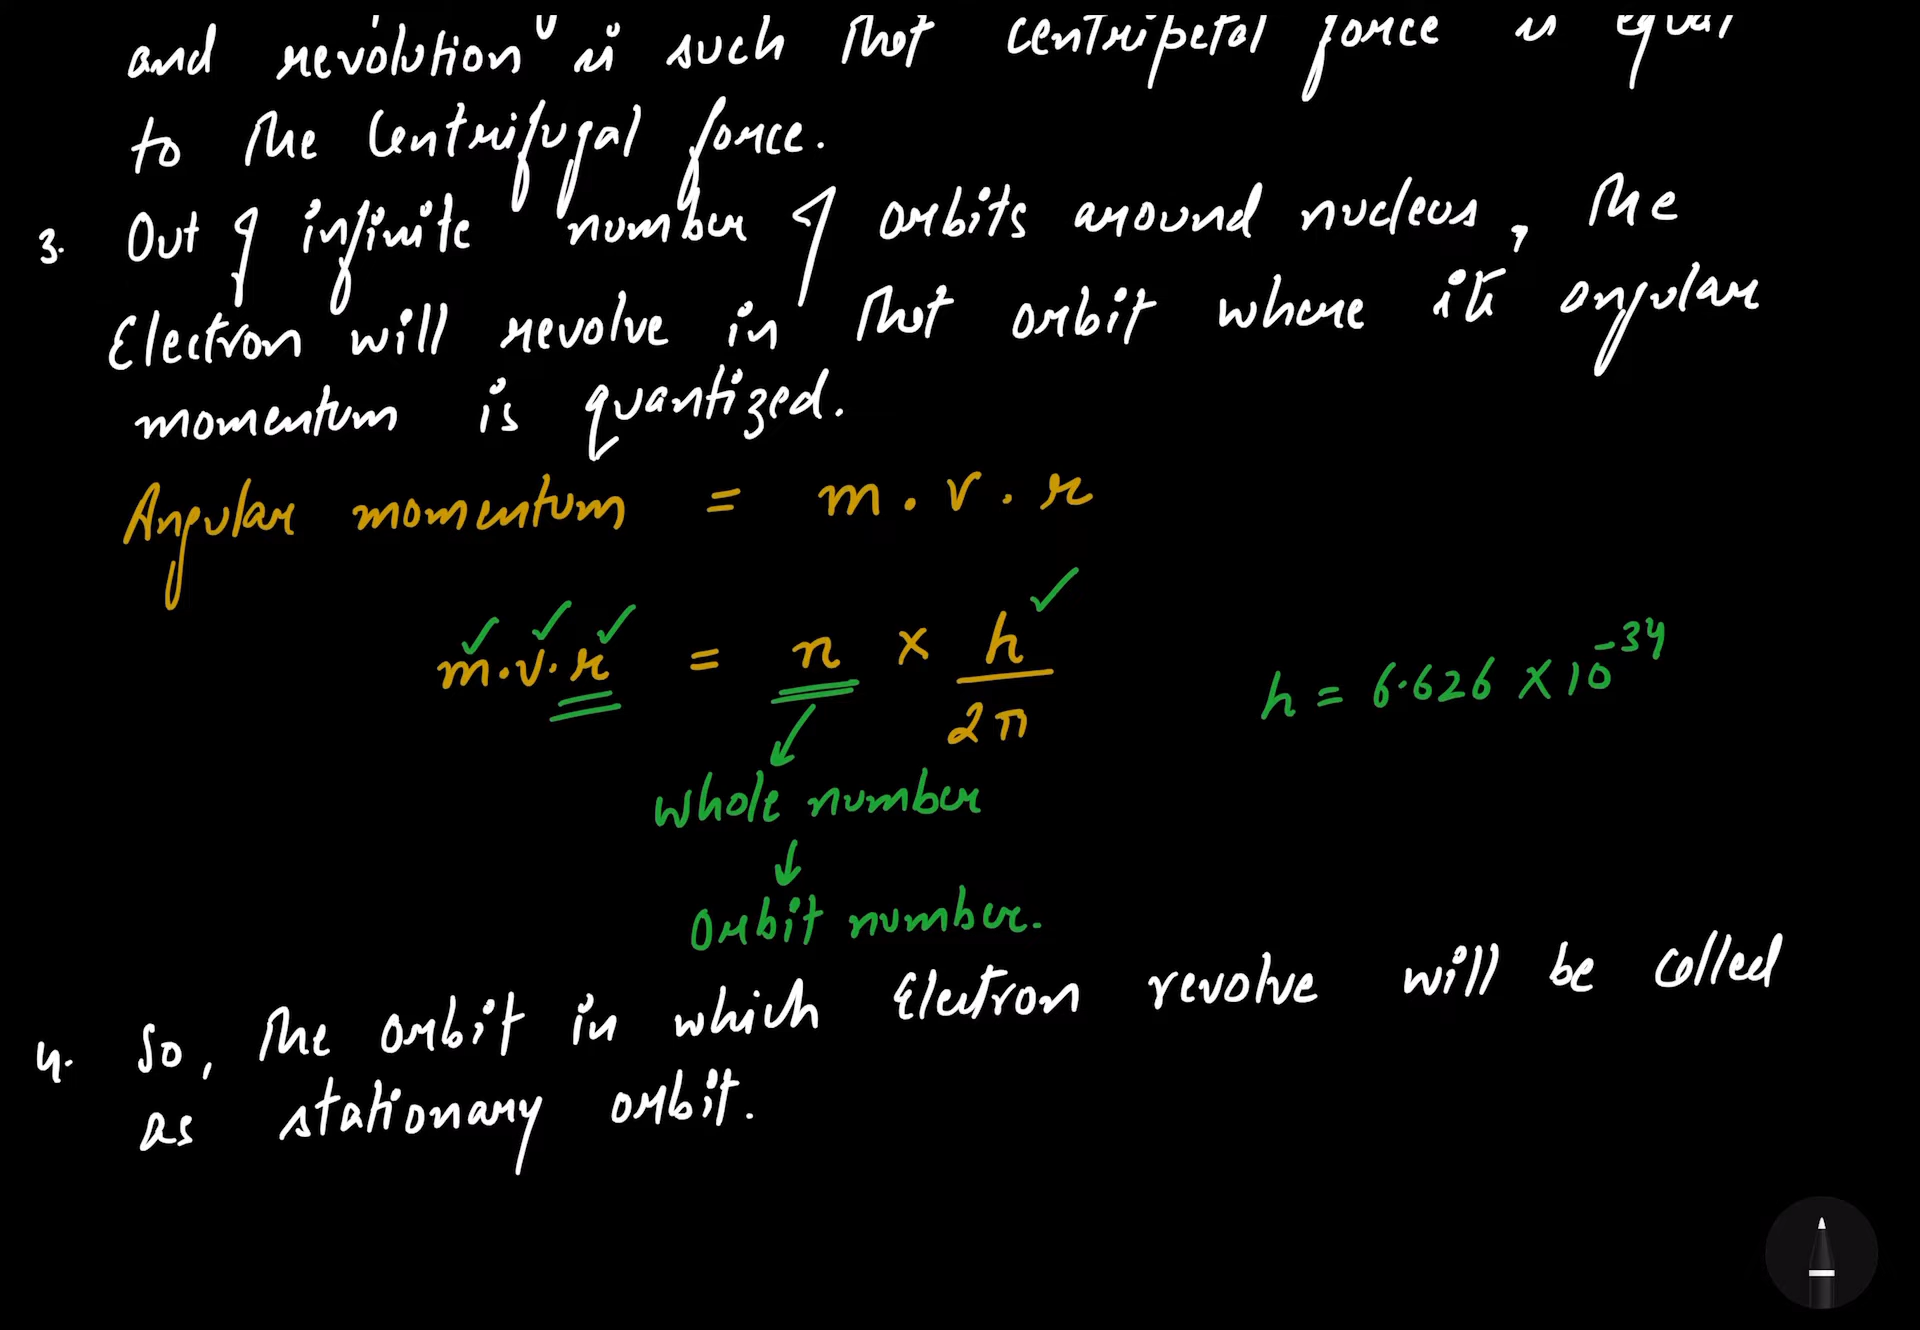 and revolution is such that centripetal force is equal
to the Centrifugal force.
3. Out of infinite number of orbits around nucleus, the
Electron will revolve in that orbit where its angular
momentum is quantized.
Angular momentum = m.v.r
m.v.r = n × h/2π
h = 6.626 × 10⁻³⁴
Whole number
Orbit number.
4. So, the orbit in which Electron revolve will be called
as stationary orbit.